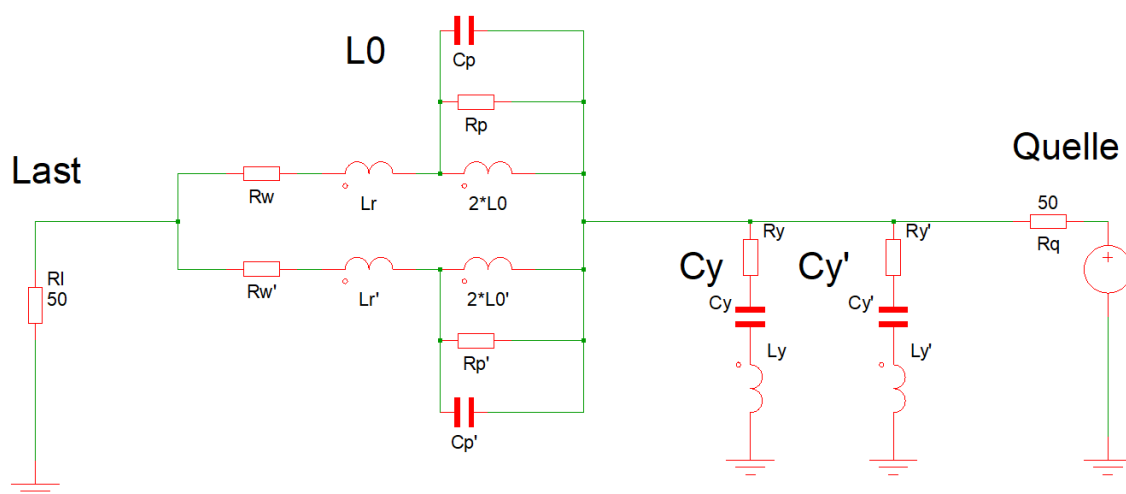 L0
Cp
Rp
Last
Quelle
Rw
Lr
2*L0
50
Rq
Ry
Ry'
Cy
Cy'
Cy
Cy'
Rl
50
Rw'
Lr'
2*L0'
Ly
Ly'
Rp'
Cp'